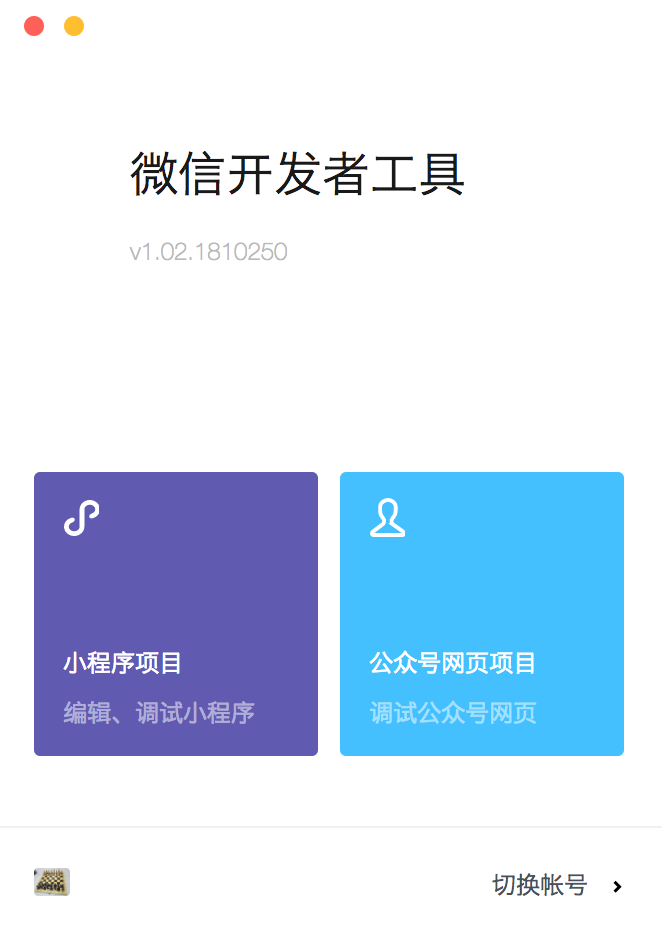 微信开发者工具
v1.02.1810250
小程序项目
编辑、调试小程序
公众号网页项目
调试公众号网页
切换帐号